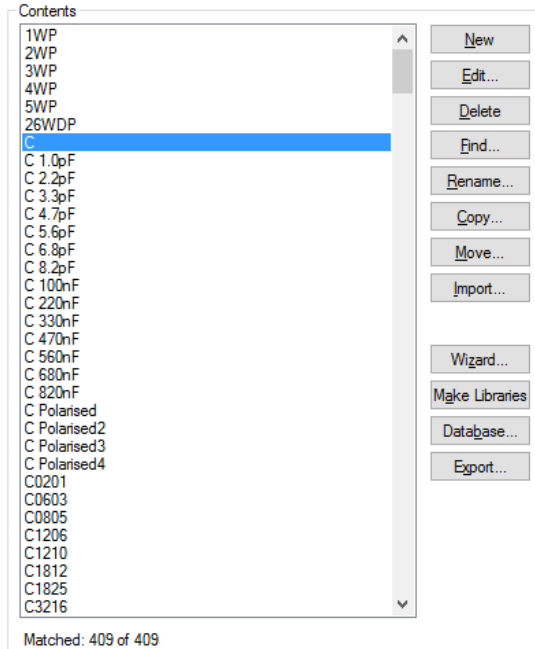 Contents
1WP
2WP
3WP
4WP
5WP
26WDP
C
C 1.0pF
C 2.2pF
C 3.3pF
C 4.7pF
C 5.6pF
C 6.8pF
C 8.2pF
C 100nF
C 220nF
C 330nF
C 470nF
C 560nF
C 680nF
C 820nF
C Polarised
C Polarised2
C Polarised3
C Polarised4
C0201
C0603
C0805
C1206
C1210
C1812
C1825
C3216
Matched: 409 of 409
New
Edit...
Delete
Find...
Rename...
Copy...
Move...
Import...
Wizard...
Make Libraries
Database...
Export...